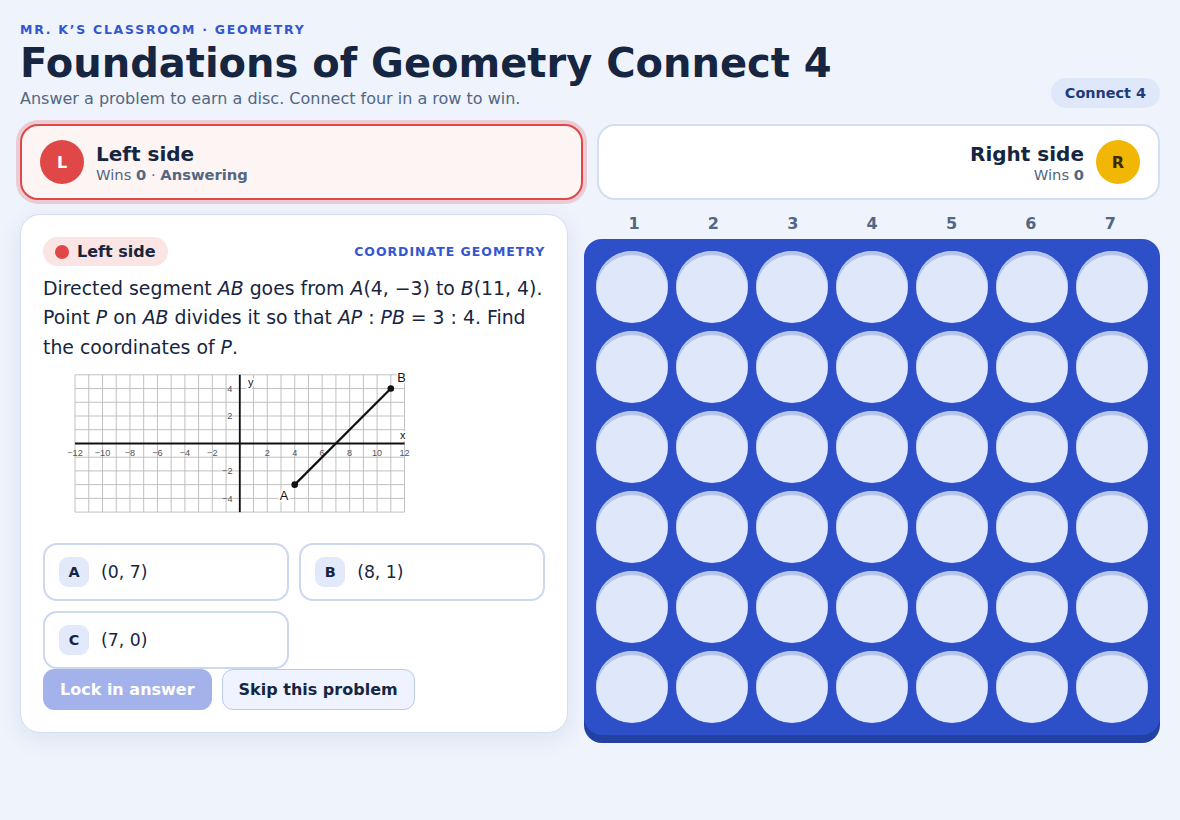 MR. K’S CLASSROOM · GEOMETRY
Foundations of Geometry Connect 4
Answer a problem to earn a disc. Connect four in a row to win.
Connect 4
L
Left side
Wins 0 · Answering
Right side
Wins 0
R
Left side
COORDINATE GEOMETRY
Directed segment AB goes from A(4, −3) to B(11, 4).
Point P on AB divides it so that AP : PB = 3 : 4. Find
the coordinates of P.
y
B
4
2
x
−12 −10 −8 −6 −4 −2 2 4 6 8 10 12
−2
−4
A
A (0, 7)
B (8, 1)
C (7, 0)
Lock in answer
Skip this problem
1 2 3 4 5 6 7